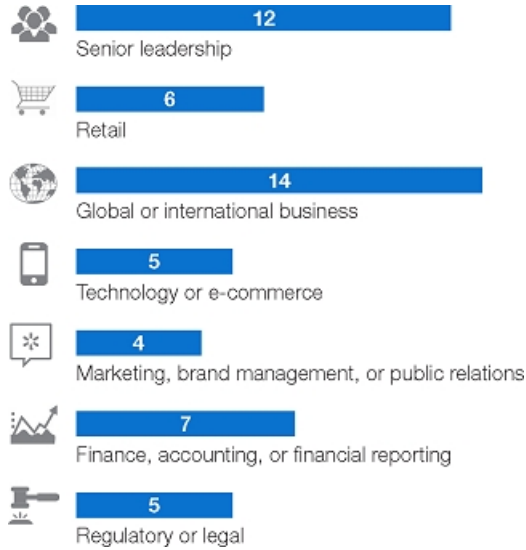 12
Senior leadership
6
Retail
14
Global or international business
5
Technology or e-commerce
4
Marketing, brand management, or public relations
7
Finance, accounting, or financial reporting
5
Regulatory or legal